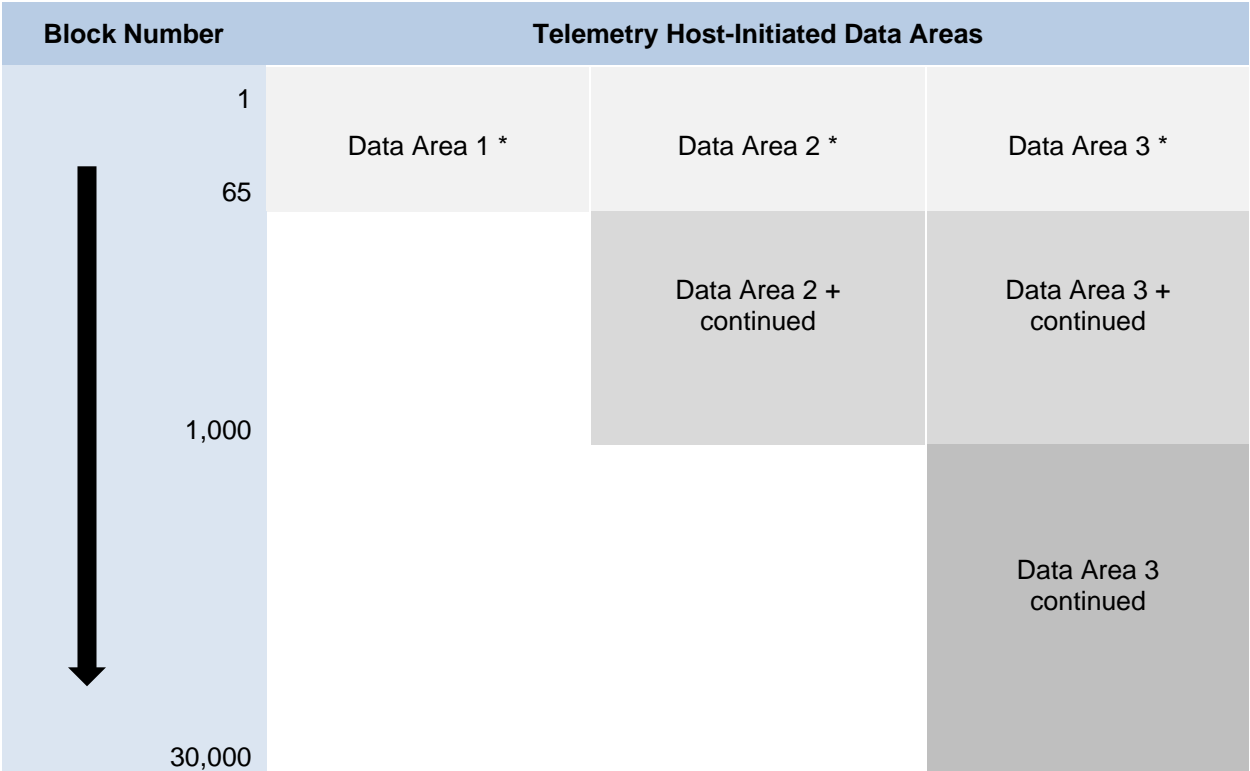 Block Number
Telemetry Host-Initiated Data Areas
1
Data Area 1 *
Data Area 2 *
Data Area 3 *
65
Data Area 2 +
continued
Data Area 3 +
continued
1,000
Data Area 3
continued
30,000